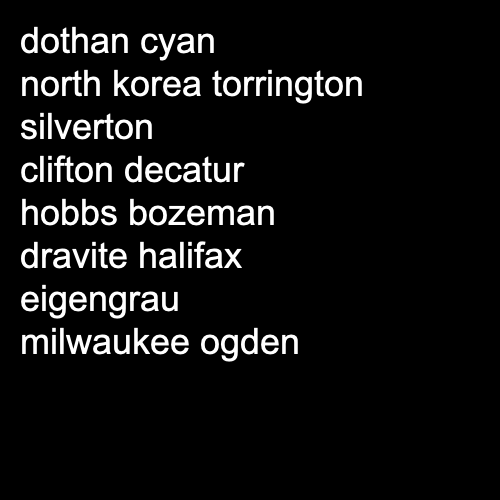 dothan cyan
north korea torrington
silverton
clifton decatur
hobbs bozeman
dravite halifax
eigengrau
milwaukee ogden